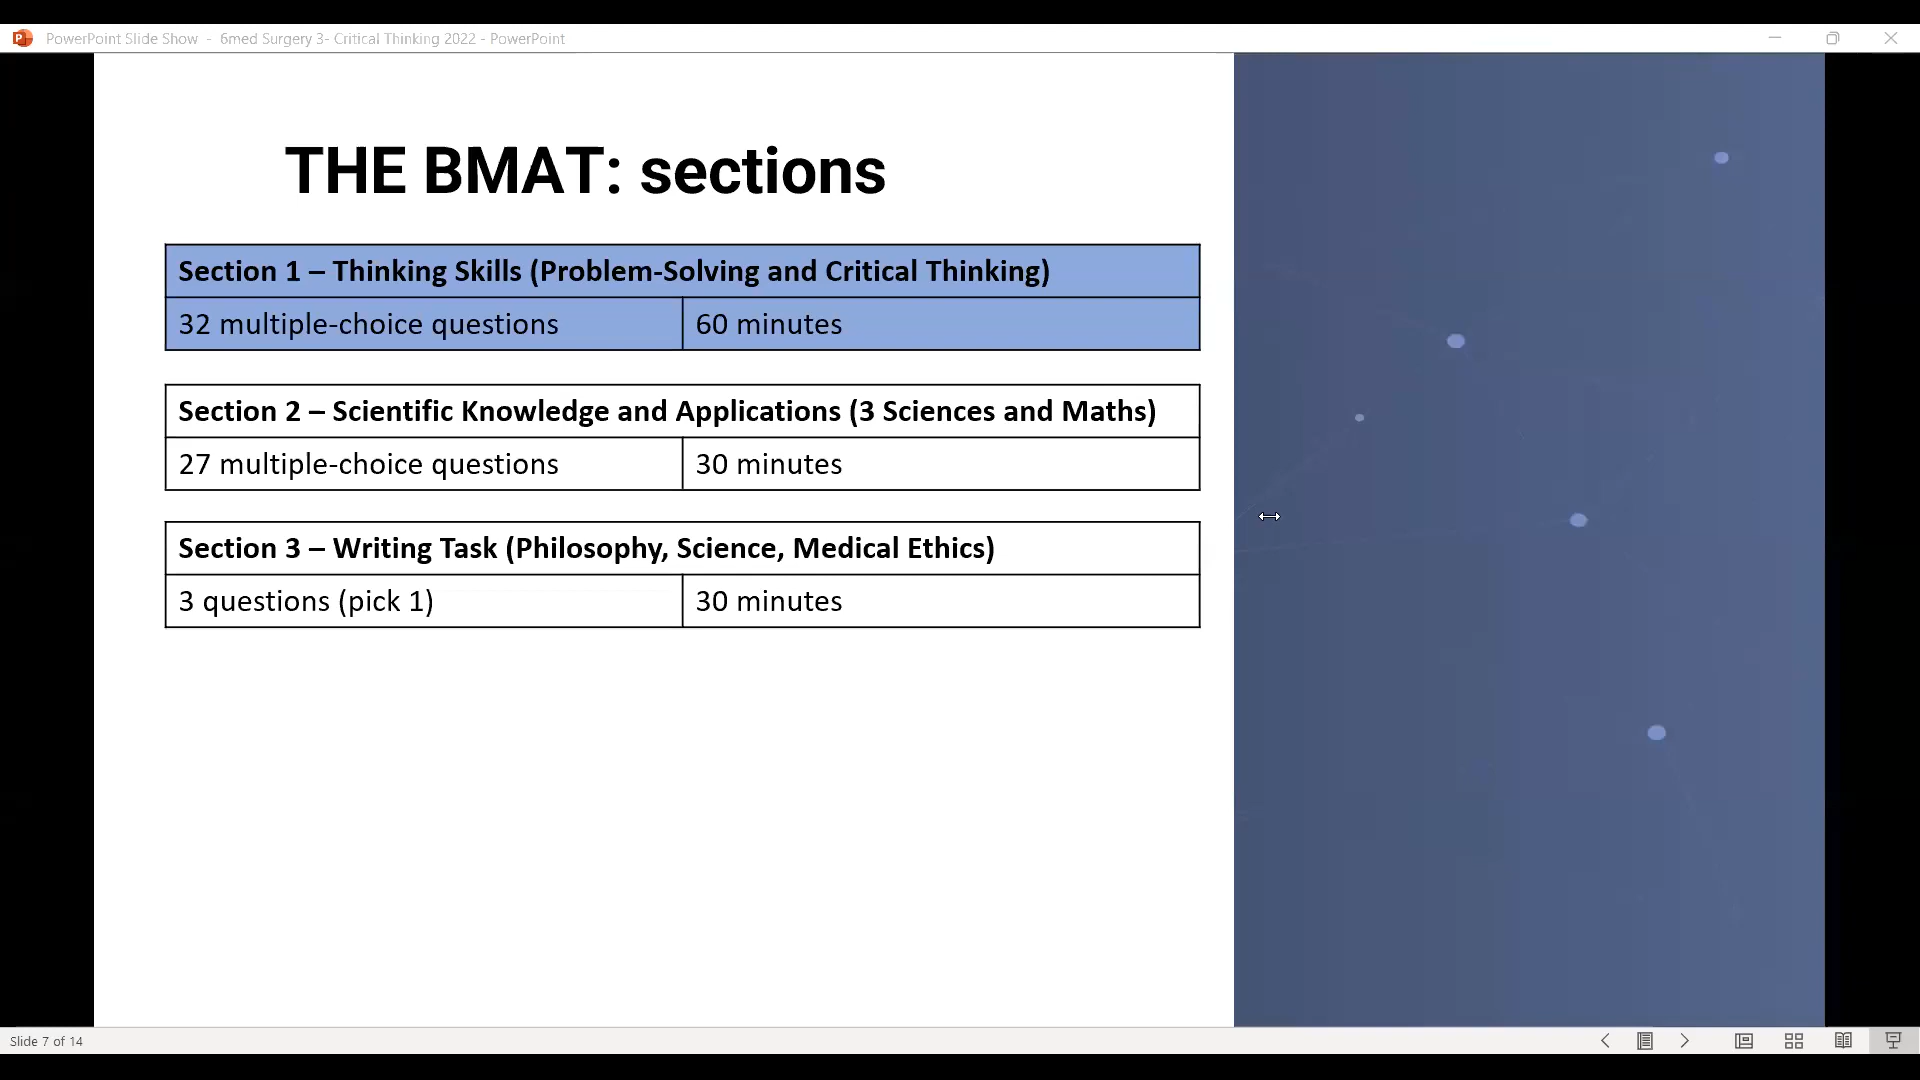 PowerPoint Slide Show - 6med Surgery 3- Critical Thinking 2022 - PowerPoint
THE BMAT: sections
Section 1 – Thinking Skills (Problem-Solving and Critical Thinking)
32 multiple-choice questions 60 minutes
Section 2 – Scientific Knowledge and Applications (3 Sciences and Maths)
27 multiple-choice questions 30 minutes
Section 3 – Writing Task (Philosophy, Science, Medical Ethics)
3 questions (pick 1) 30 minutes
Slide 7 of 14